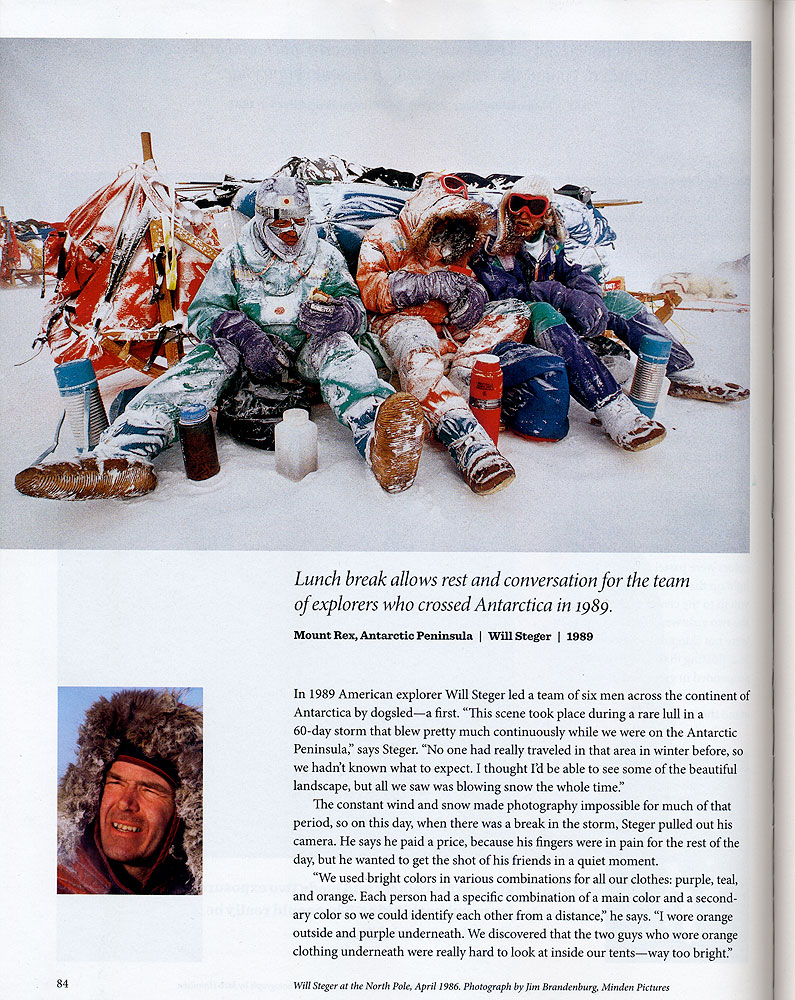 Lunch break allows rest and conversation for the team
of explorers who crossed Antarctica in 1989.
Mount Rex, Antarctic Peninsula | Will Steger | 1989
In 1989 American explorer Will Steger led a team of six men across the continent of
Antarctica by dogsled—a first. “This scene took place during a rare lull in a
60-day storm that blew pretty much continuously while we were on the Antarctic
Peninsula,” says Steger. “No one had really traveled in that area in winter before, so
we hadn’t known what to expect. I thought I’d be able to see some of the beautiful
landscape, but all we saw was blowing snow the whole time.”
The constant wind and snow made photography impossible for much of that
period, so on this day, when there was a break in the storm, Steger pulled out his
camera. He says he paid a price, because his fingers were in pain for the rest of the
day, but he wanted to get the shot of his friends in a quiet moment.
“We used bright colors in various combinations for all our clothes: purple, teal,
and orange. Each person had a specific combination of a main color and a second-
ary color so we could identify each other from a distance,” he says. “I wore orange
outside and purple underneath. We discovered that the two guys who wore orange
clothing underneath were really hard to look at inside our tents—way too bright.”
84
Will Steger at the North Pole, April 1986. Photograph by Jim Brandenburg, Minden Pictures